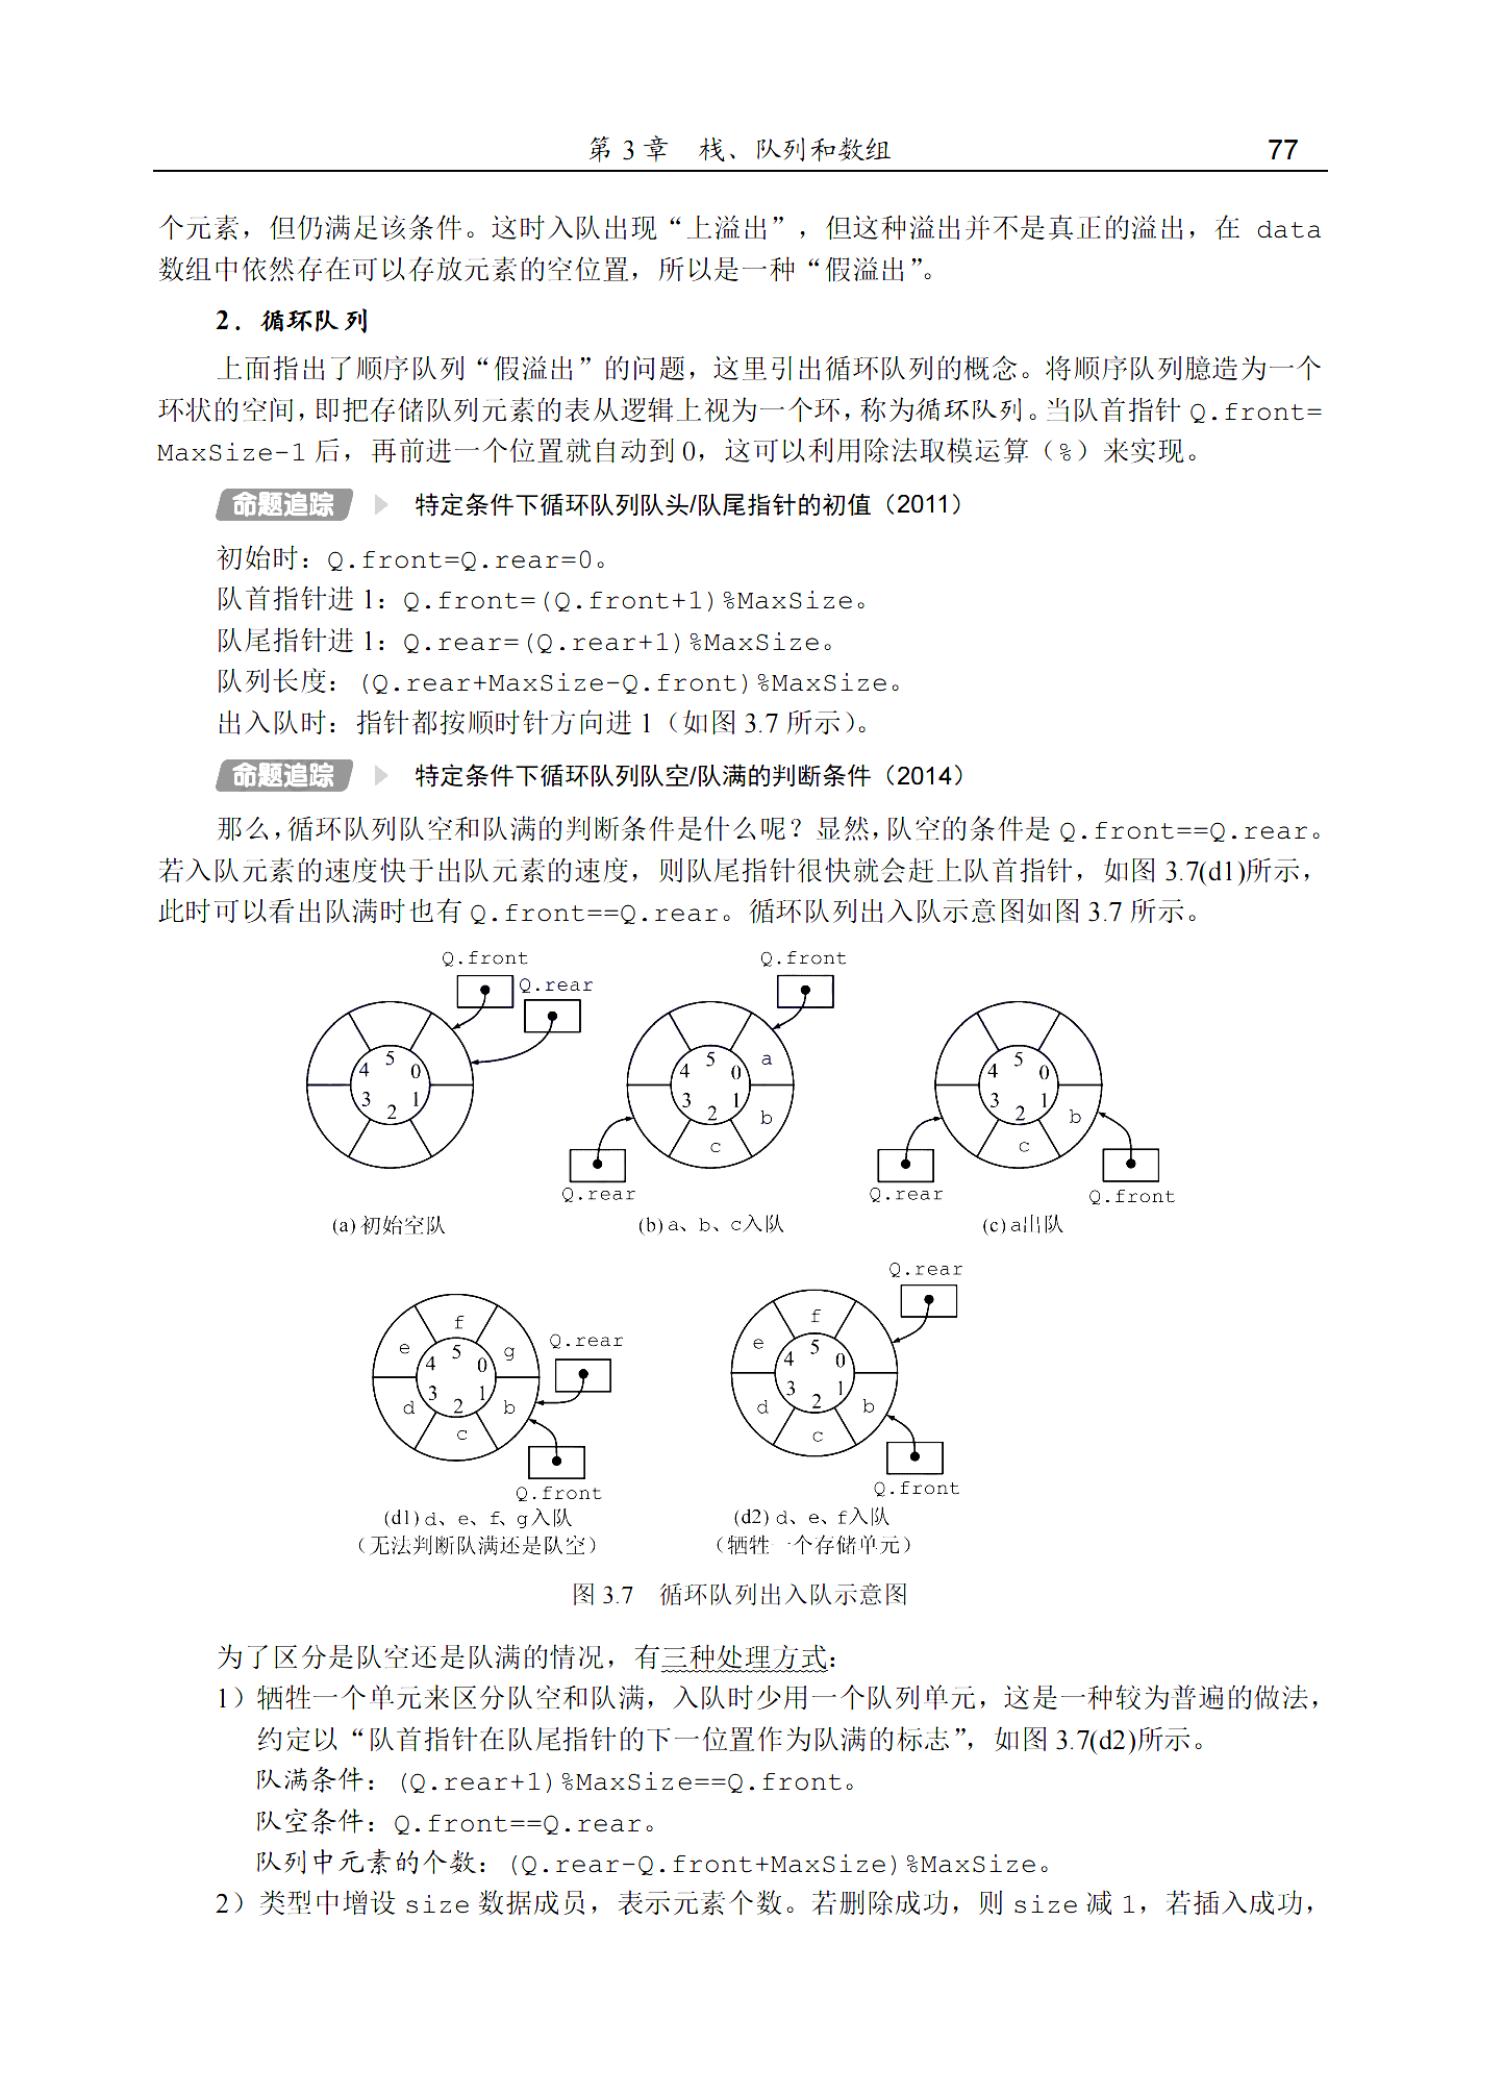 第 3 章　栈、队列和数组　77
个元素，但仍满足该条件。这时入队出现“上溢出”，但这种溢出并不是真正的溢出，在 data
数组中依然存在可以存放元素的空位置，所以是一种“假溢出”。
2．循环队列
上面指出了顺序队列“假溢出”的问题，这里引出循环队列的概念。将顺序队列臆造为一个
环状的空间，即把存储队列元素的表从逻辑上视为一个环，称为循环队列。当队首指针 Q.front=
MaxSize-1 后，再前进一个位置就自动到 0，这可以利用除法取模运算（%）来实现。
命题追踪　特定条件下循环队列队头/队尾指针的初值（2011）
初始时：Q.front=Q.rear=0。
队首指针进 1：Q.front=(Q.front+1)%MaxSize。
队尾指针进 1：Q.rear=(Q.rear+1)%MaxSize。
队列长度：(Q.rear+MaxSize-Q.front)%MaxSize。
出入队时：指针都按顺时针方向进 1（如图 3.7 所示）。
命题追踪　特定条件下循环队列队空/队满的判断条件（2014）
那么，循环队列队空和队满的判断条件是什么呢？显然，队空的条件是 Q.front==Q.rear。
若入队元素的速度快于出队元素的速度，则队尾指针很快就会赶上队首指针，如图 3.7(d1)所示，
此时可以看出队满时也有 Q.front==Q.rear。循环队列出入队示意图如图 3.7 所示。
Q.front
Q.rear
5
4 0
3 1
2
(a) 初始空队
Q.front
a
5
4 0
3 1
2
b
c
Q.rear
(b) a、b、c入队
5
4 0
3 1
2
b
c
Q.rear
Q.front
(c) a出队
f
e
g
5
4 0
3 1
2
d
b
c
Q.rear
Q.front
(d1) d、e、f、g入队
（无法判断队满还是队空）
Q.rear
f
e
5
4 0
3 1
2
d
b
c
Q.front
(d2) d、e、f入队
（牺牲一个存储单元）
图 3.7　循环队列出入队示意图
为了区分是队空还是队满的情况，有三种处理方式：
1）牺牲一个单元来区分队空和队满，入队时少用一个队列单元，这是一种较为普遍的做法，
约定以“队首指针在队尾指针的下一位置作为队满的标志”，如图 3.7(d2)所示。
队满条件：(Q.rear+1)%MaxSize==Q.front。
队空条件：Q.front==Q.rear。
队列中元素的个数：(Q.rear-Q.front+MaxSize)%MaxSize。
2）类型中增设 size 数据成员，表示元素个数。若删除成功，则 size 减 1，若插入成功，